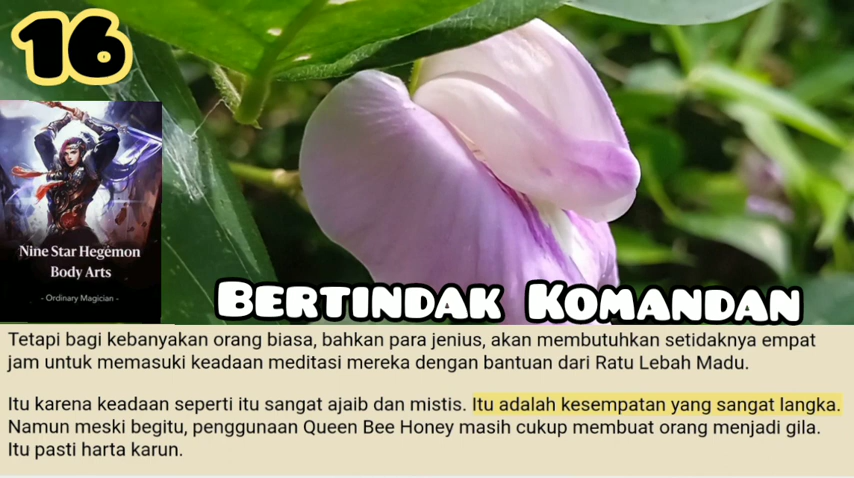 16
Nine Star Hegemon
Body Arts
- Ordinary Magician -
BERTINDAK KOMANDAN
Tetapi bagi kebanyakan orang biasa, bahkan para jenius, akan membutuhkan setidaknya empat
jam untuk memasuki keadaan meditasi mereka dengan bantuan dari Ratu Lebah Madu.
Itu karena keadaan seperti itu sangat ajaib dan mistis. Itu adalah kesempatan yang sangat langka.
Namun meski begitu, penggunaan Queen Bee Honey masih cukup membuat orang menjadi gila.
Itu pasti harta karun.